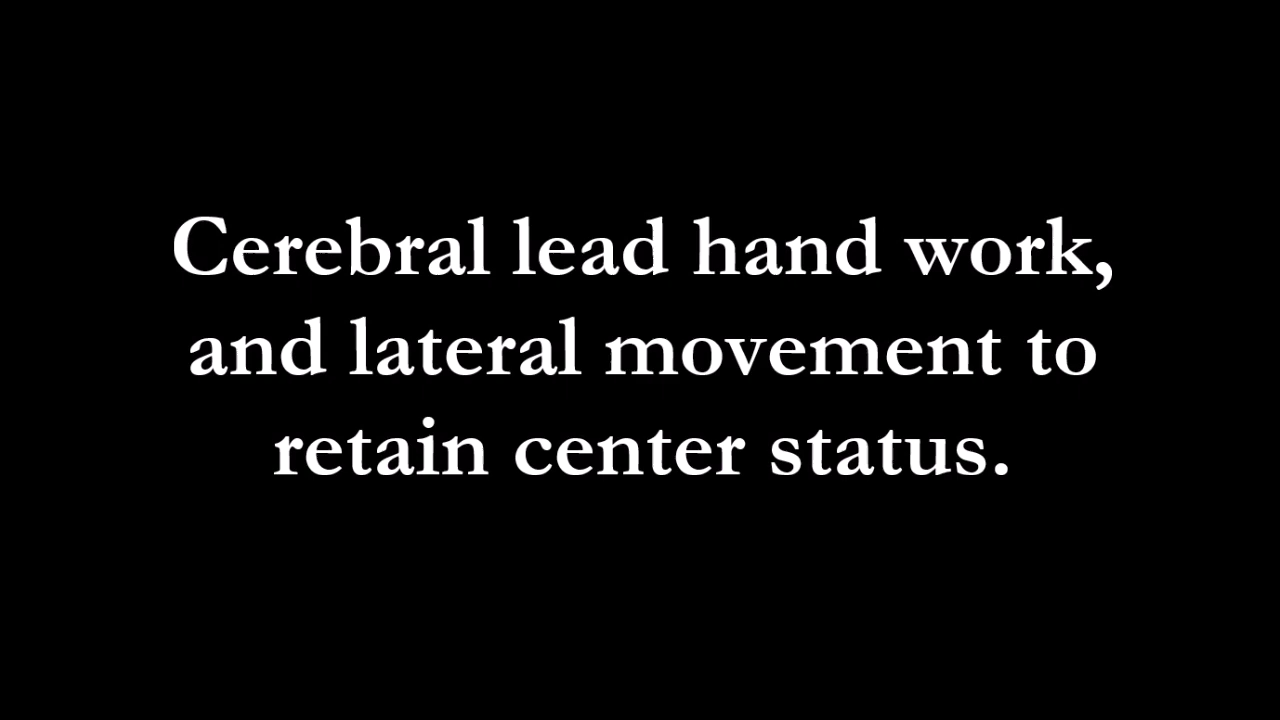 Cerebral lead hand work,
and lateral movement to
retain center status.